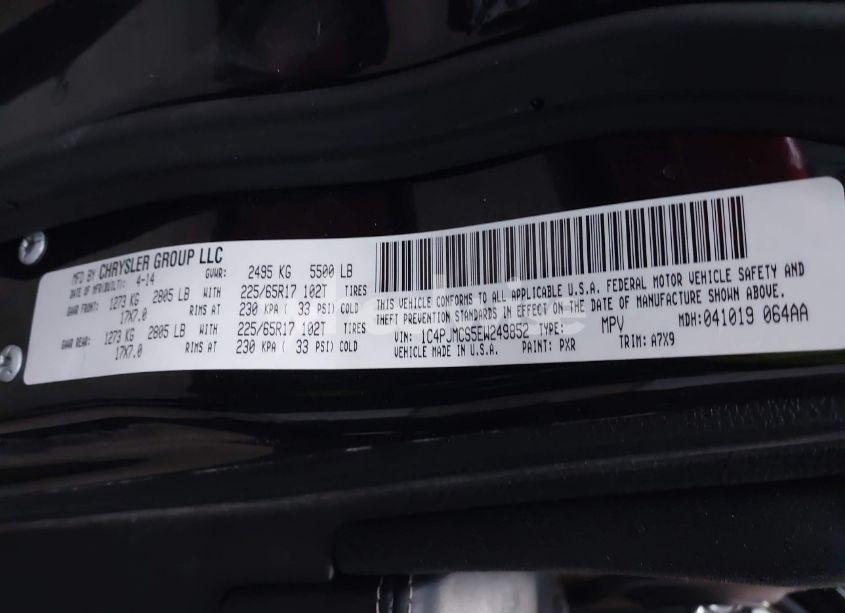 MFD BY CHRYSLER GROUP LLC
DATE OF MFR/BUILT: 4-14 GVWR: 2495 KG 5500 LB
GAWR FRONT: 1273 KG 2805 LB WITH 225/65R17 102T TIRES
17X7.0 RIMS AT 230 KPA ( 33 PSI) COLD
GAWR REAR: 1273 KG 2805 LB WITH 225/65R17 102T TIRES
17X7.0 RIMS AT 230 KPA ( 33 PSI) COLD
THIS VEHICLE CONFORMS TO ALL APPLICABLE U.S.A. FEDERAL MOTOR VEHICLE SAFETY AND
THEFT PREVENTION STANDARDS IN EFFECT ON THE DATE OF MANUFACTURE SHOWN ABOVE.
VIN: 1C4PJMCS5EW249852 TYPE: MPV MDH: 041019 064AA
VEHICLE MADE IN U.S.A. PAINT: PXR TRIM: A7X9